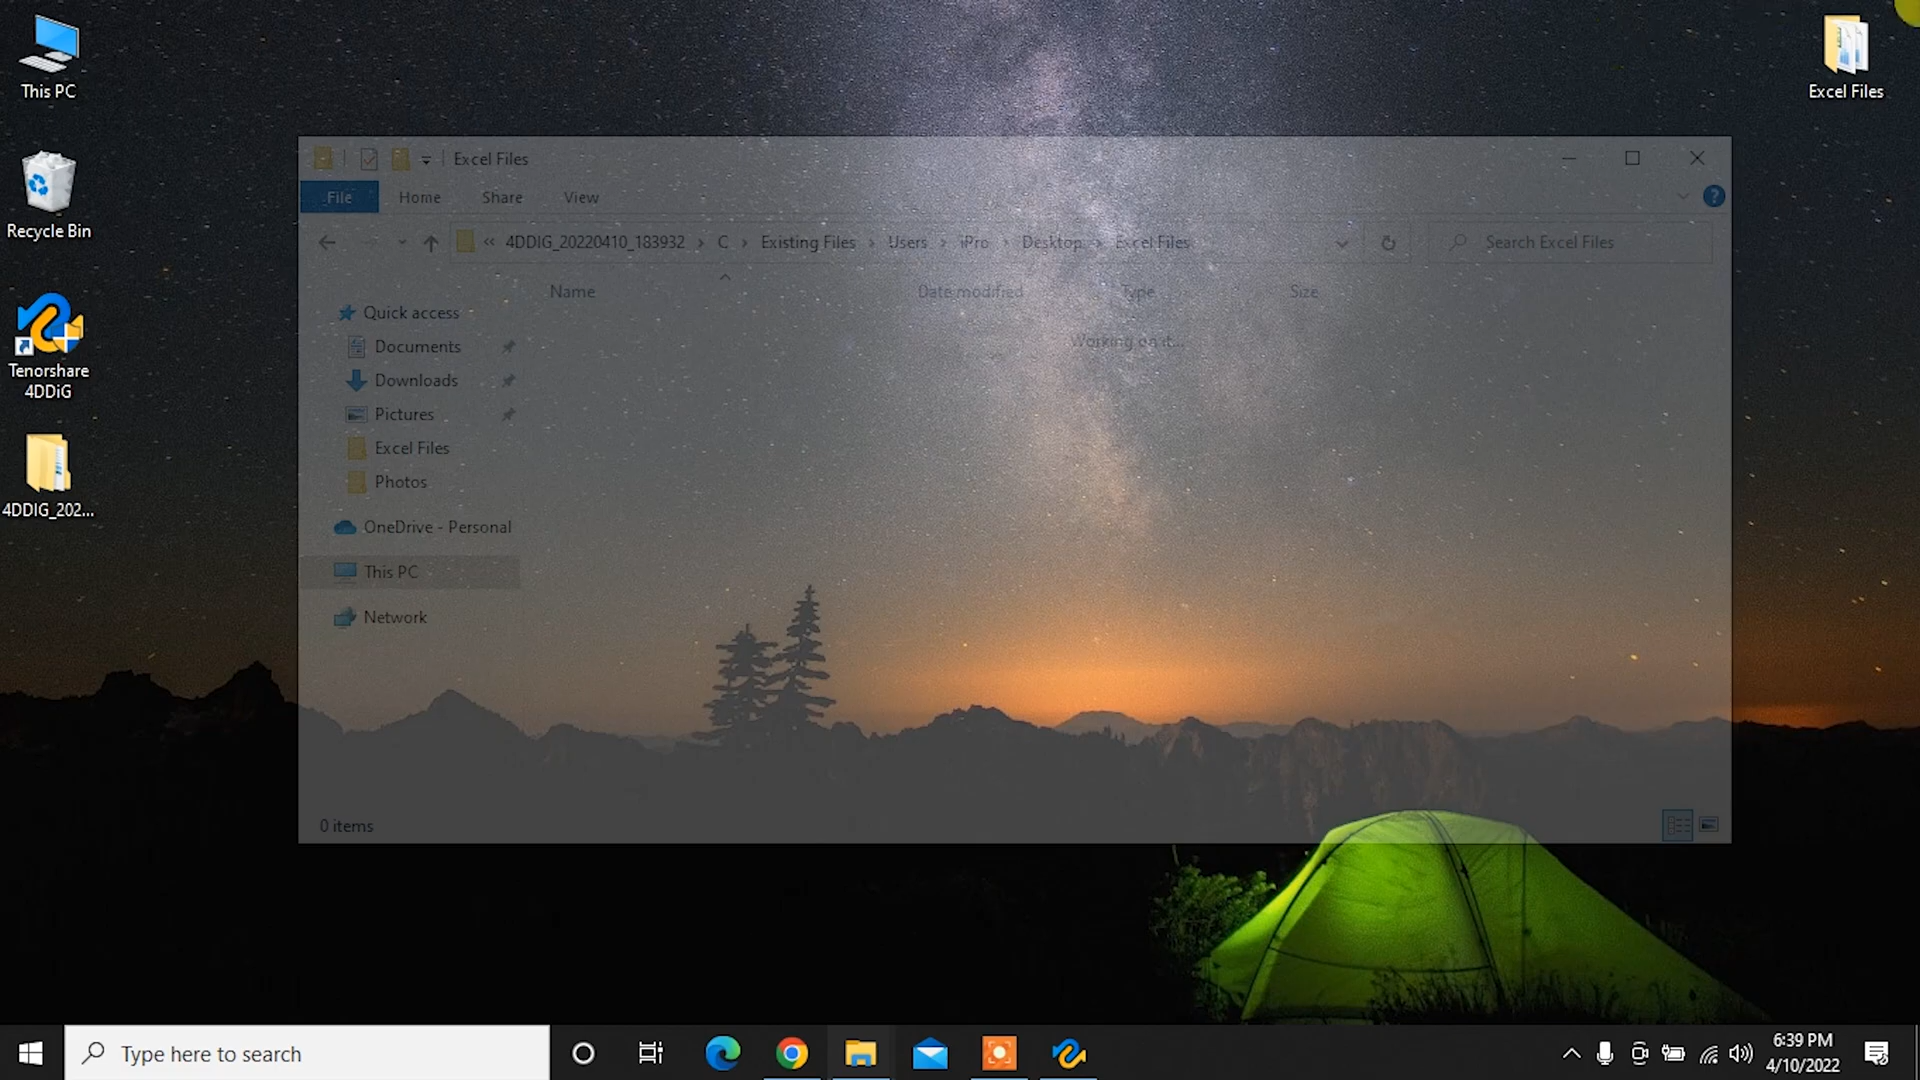 This PC
Recycle Bin
Tenorshare
4DDiG
4DDIG_202...
Excel Files
Excel Files
File Home Share View
« 4DDIG_20220410_183932 › C › Existing Files › Users › iPro › Desktop › Excel Files
Search Excel Files
Name Date modified Type Size
Working on it...
Quick access
Documents
Downloads
Pictures
Excel Files
Photos
OneDrive - Personal
This PC
Network
0 items
Type here to search
6:39 PM
4/10/2022